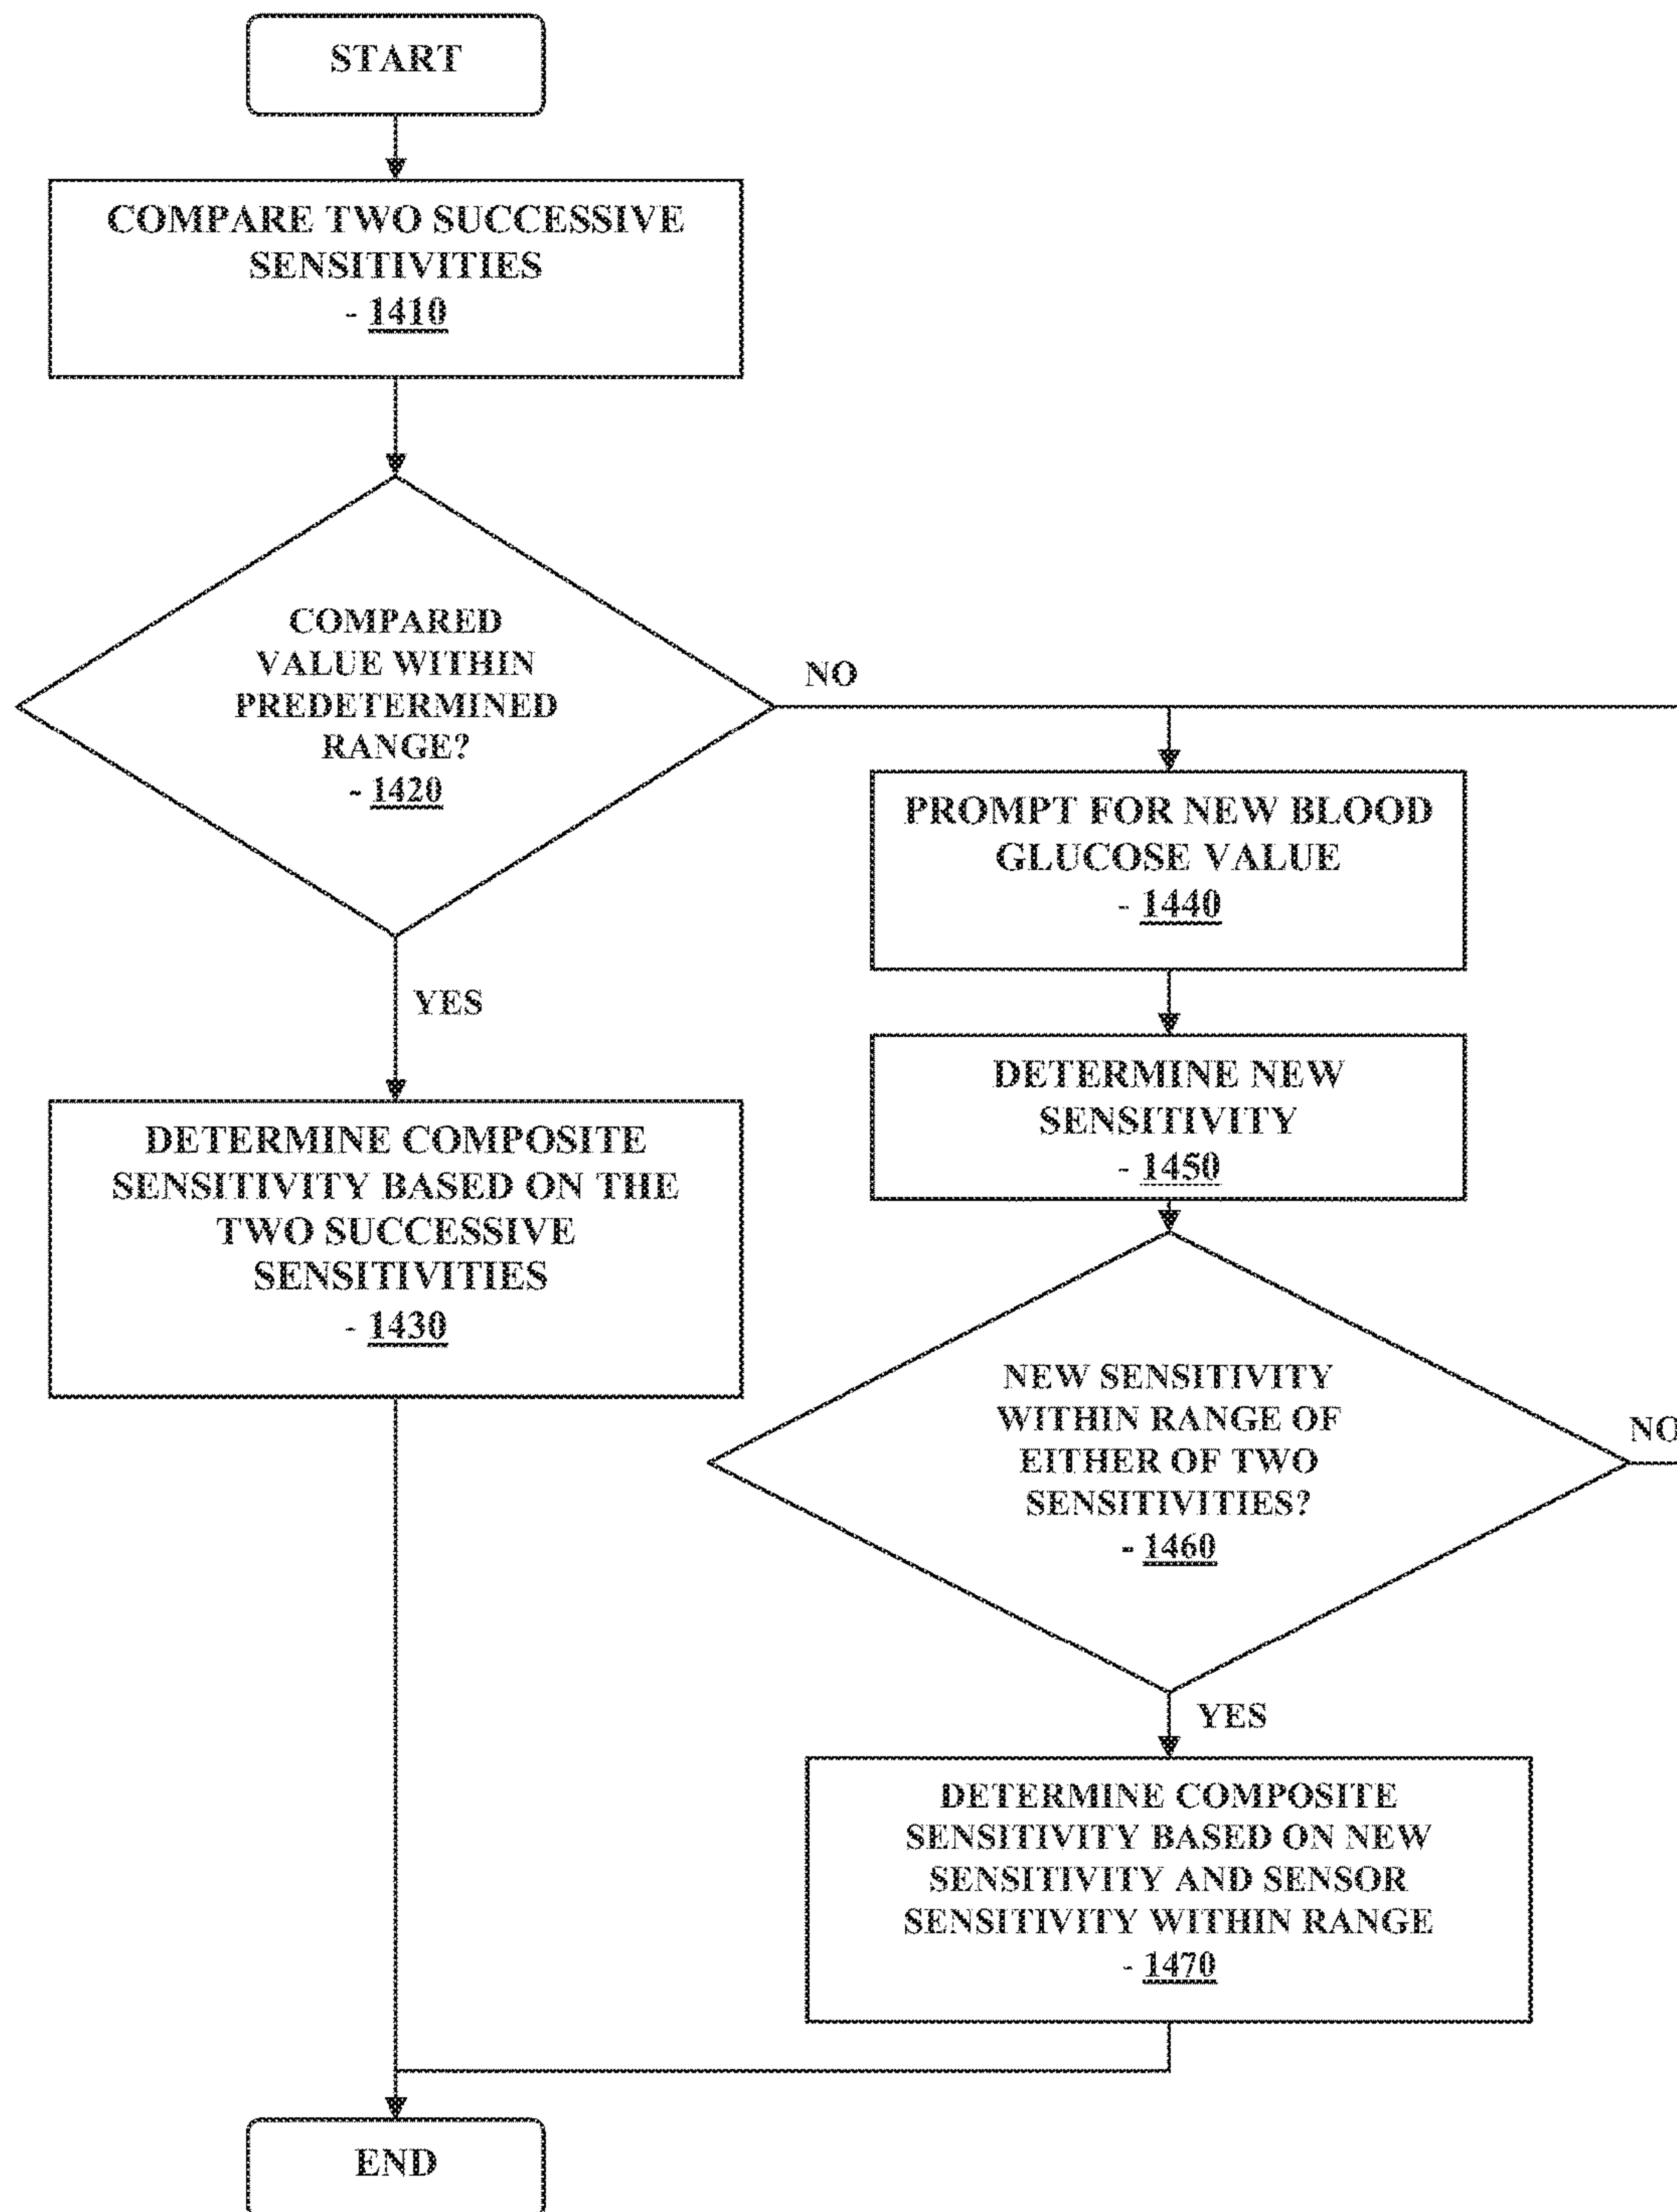 START
COMPARE TWO SUCCESSIVE
SENSITIVITIES
- 1410
COMPARED
VALUE WITHIN
PREDETERMINED
RANGE?
- 1420
NO
YES
DETERMINE COMPOSITE
SENSITIVITY BASED ON THE
TWO SUCCESSIVE
SENSITIVITIES
- 1430
PROMPT FOR NEW BLOOD
GLUCOSE VALUE
- 1440
DETERMINE NEW
SENSITIVITY
- 1450
NEW SENSITIVITY
WITHIN RANGE OF
EITHER OF TWO
SENSITIVITIES?
- 1460
NO
YES
DETERMINE COMPOSITE
SENSITIVITY BASED ON NEW
SENSITIVITY AND SENSOR
SENSITIVITY WITHIN RANGE
- 1470
END